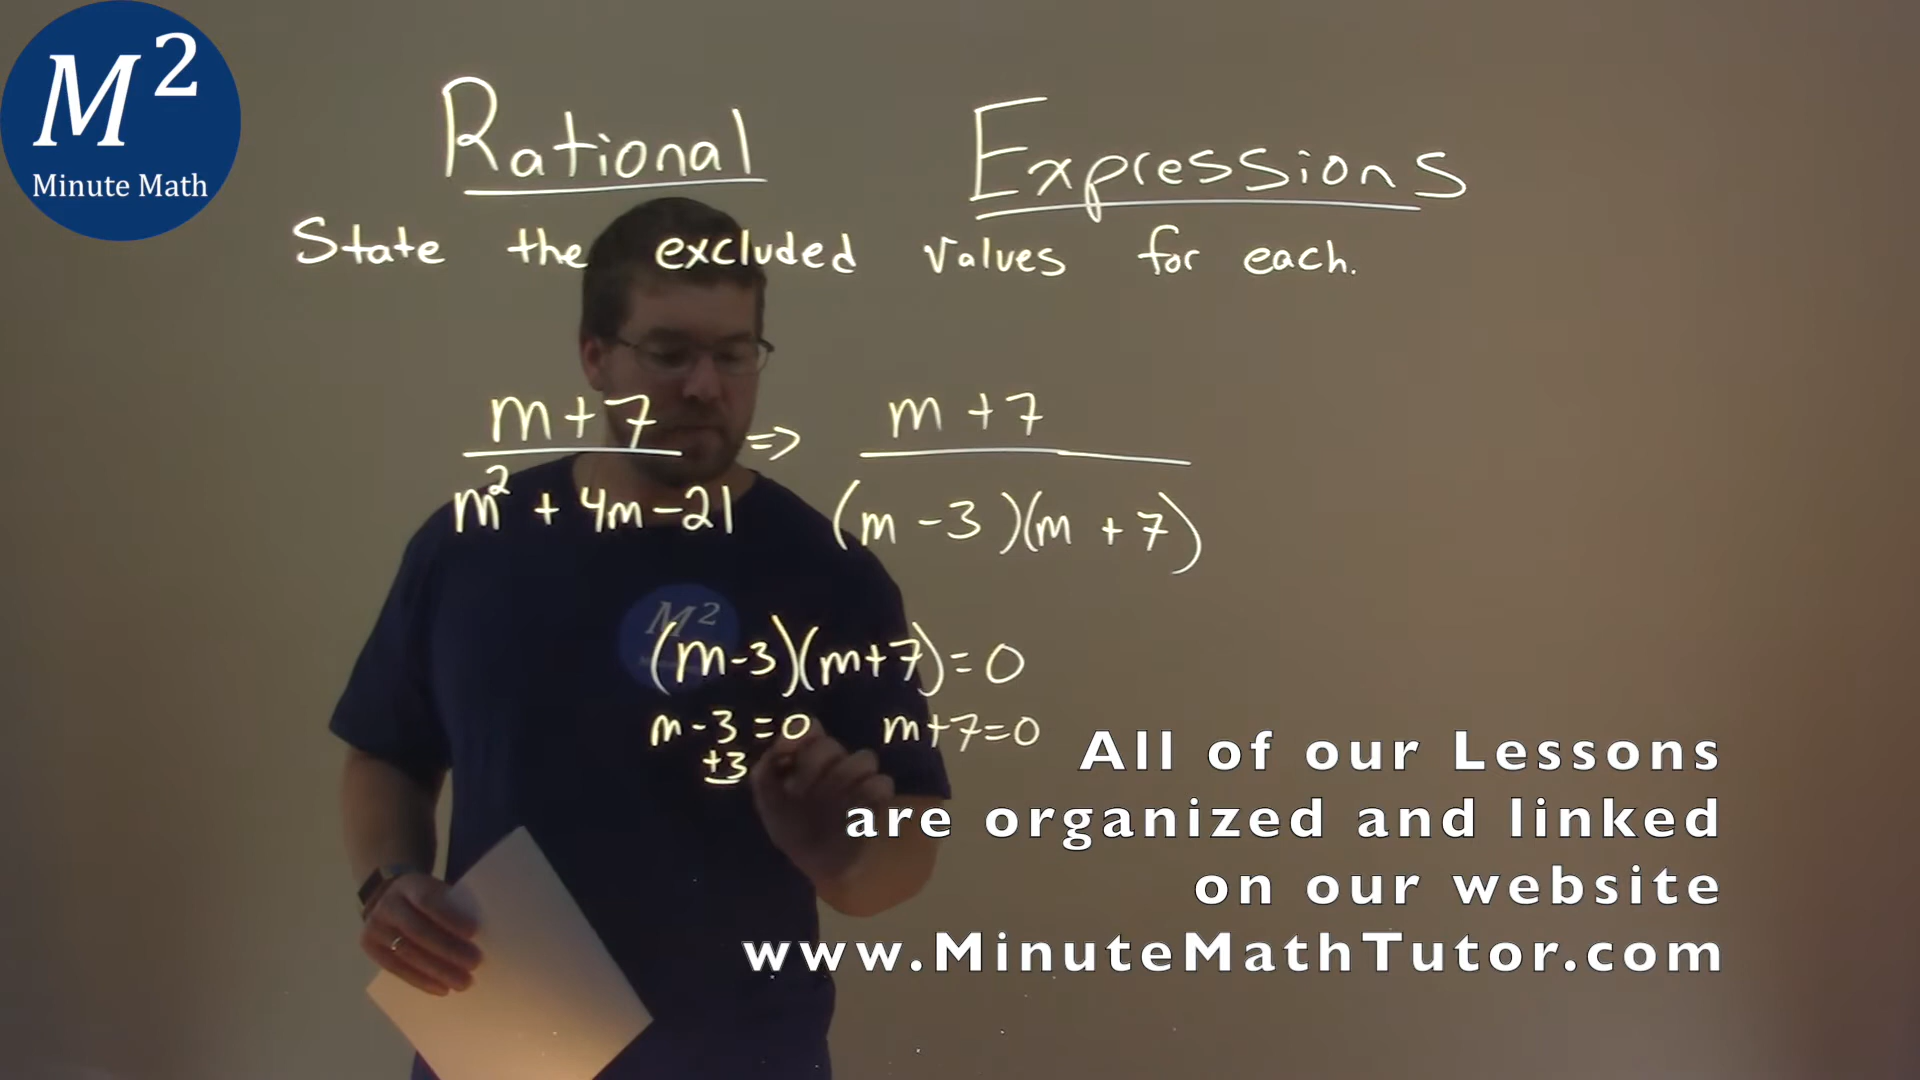 M²
Minute Math
Rational Expressions
State the excluded values for each.
m+7 => m+7
m² + 4m-21 (m -3)(m +7)
M²
(m-3)(m+7)=0
m-3=0 m+7=0
+3
All of our Lessons
are organized and linked
on our website
www.MinuteMathTutor.com